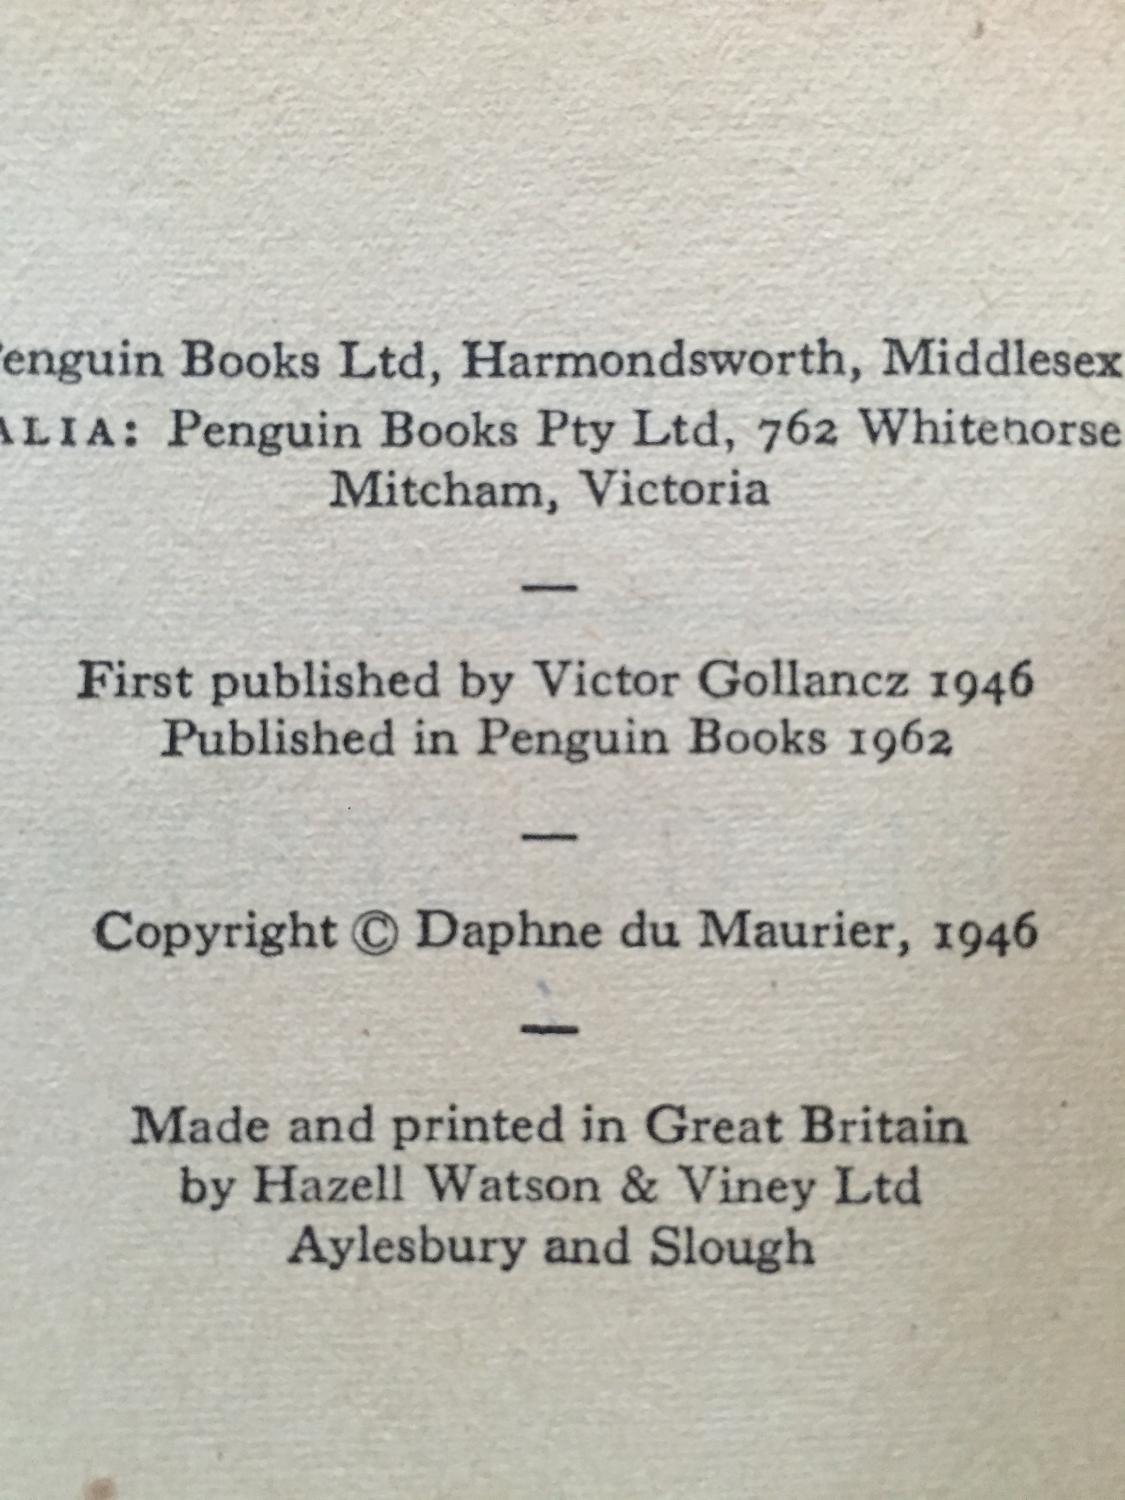 Penguin Books Ltd, Harmondsworth, Middlesex
ALIA: Penguin Books Pty Ltd, 762 Whitehorse
Mitcham, Victoria
—
First published by Victor Gollancz 1946
Published in Penguin Books 1962
—
Copyright © Daphne du Maurier, 1946
—
Made and printed in Great Britain
by Hazell Watson & Viney Ltd
Aylesbury and Slough